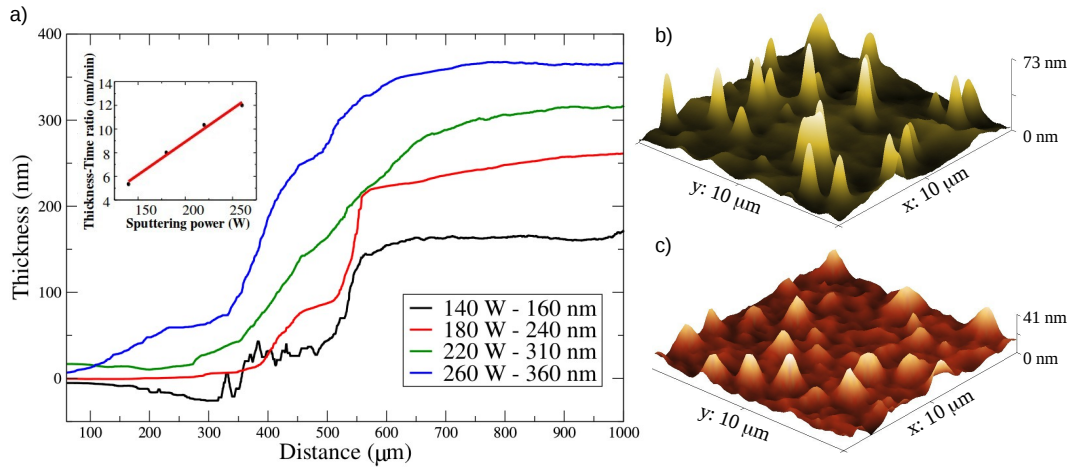 a)
400
300
200
100
0
Thickness (nm)
100
200
300
400
500
600
700
800
900
1000
Distance (μm)
14
12
10
8
6
4
Thickness-Time ratio (nm/min)
150
200
250
Sputtering power (W)
140 W - 160 nm
180 W - 240 nm
220 W - 310 nm
260 W - 360 nm
b)
73 nm
0 nm
y: 10 μm
x: 10 μm
c)
41 nm
0 nm
y: 10 μm
x: 10 μm